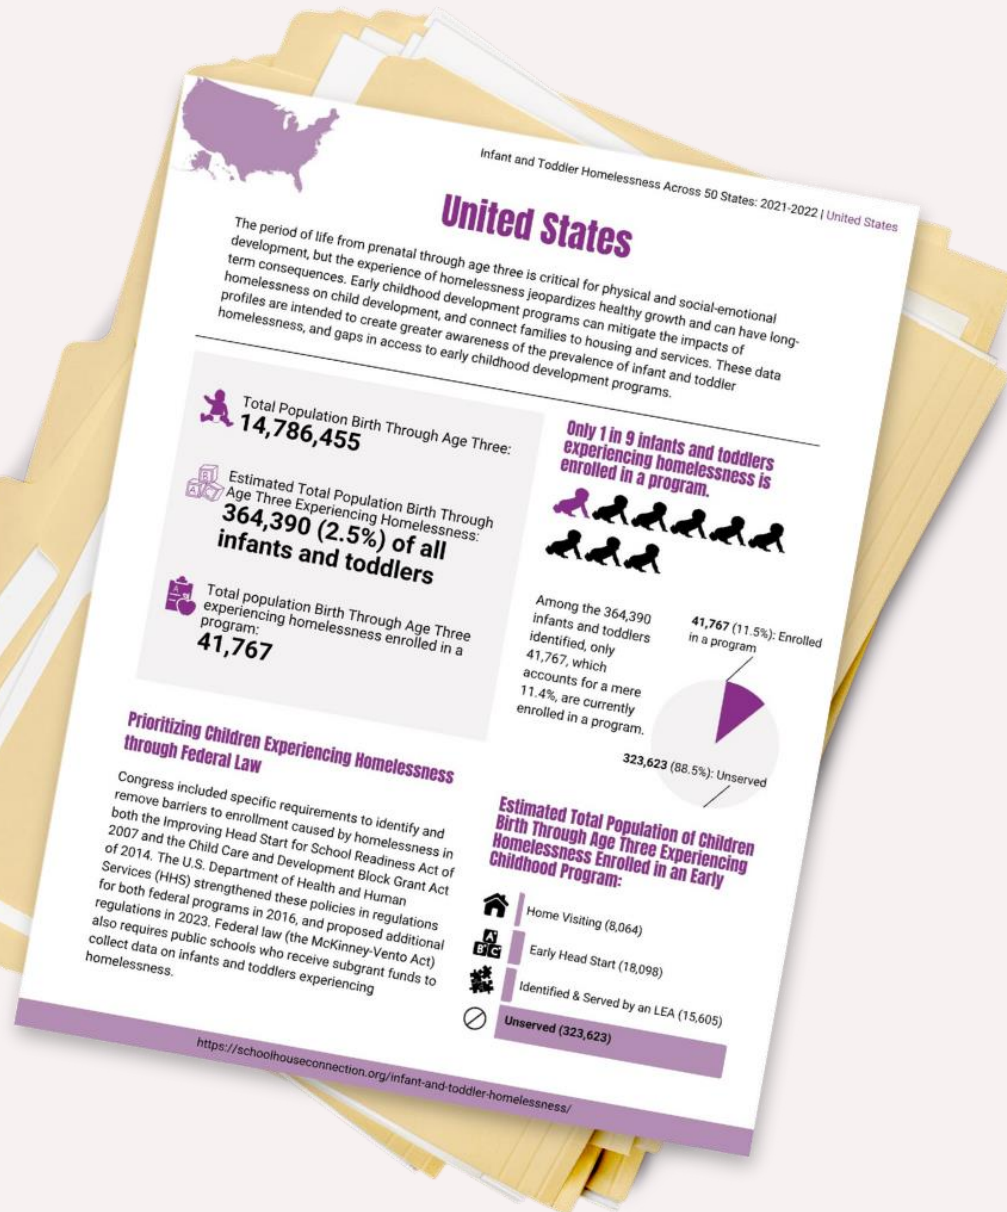 Infant and Toddler Homelessness Across 50 States: 2021-2022 | United States
United States
The period of life from prenatal through age three is critical for physical and social-emotional
development, but the experience of homelessness jeopardizes healthy growth and can have long-
term consequences. Early childhood development programs can mitigate the impacts of
homelessness on child development, and connect families to housing and services. These data
profiles are intended to create greater awareness of the prevalence of infant and toddler
homelessness, and gaps in access to early childhood development programs.
Total Population Birth Through Age Three:
14,786,455
Estimated Total Population Birth Through
Age Three Experiencing Homelessness:
364,390 (2.5%) of all
infants and toddlers
Total population Birth Through Age Three
experiencing homelessness enrolled in a
program:
41,767
Only 1 in 9 infants and toddlers
experiencing homelessness is
enrolled in a program.
Among the 364,390
infants and toddlers
identified, only
41,767, which
accounts for a mere
11.4%, are currently
enrolled in a program.
41,767 (11.5%): Enrolled
in a program
323,623 (88.5%): Unserved
Prioritizing Children Experiencing Homelessness
through Federal Law
Congress included specific requirements to identify and
remove barriers to enrollment caused by homelessness in
both the Improving Head Start for School Readiness Act of
2007 and the Child Care and Development Block Grant Act
of 2014. The U.S. Department of Health and Human
Services (HHS) strengthened these policies in regulations
for both federal programs in 2016, and proposed additional
regulations in 2023. Federal law (the McKinney-Vento Act)
also requires public schools who receive subgrant funds to
collect data on infants and toddlers experiencing
homelessness.
Estimated Total Population of Children
Birth Through Age Three Experiencing
Homelessness Enrolled in an Early
Childhood Program:
Home Visiting (8,064)
A
B C
Early Head Start (18,098)
Identified & Served by an LEA (15,605)
Unserved (323,623)
https://schoolhouseconnection.org/infant-and-toddler-homelessness/